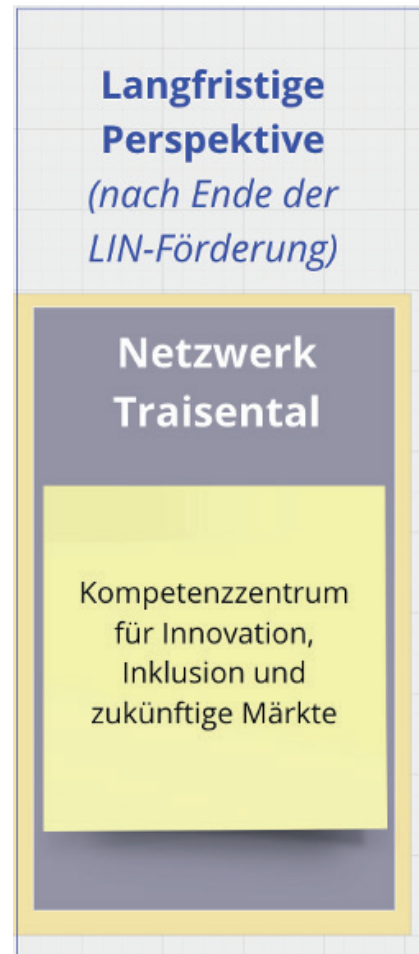 Langfristige
Perspektive
(nach Ende der
LIN-Förderung)
Netzwerk
Traisental
Kompetenzzentrum
für Innovation,
Inklusion und
zukünftige Märkte